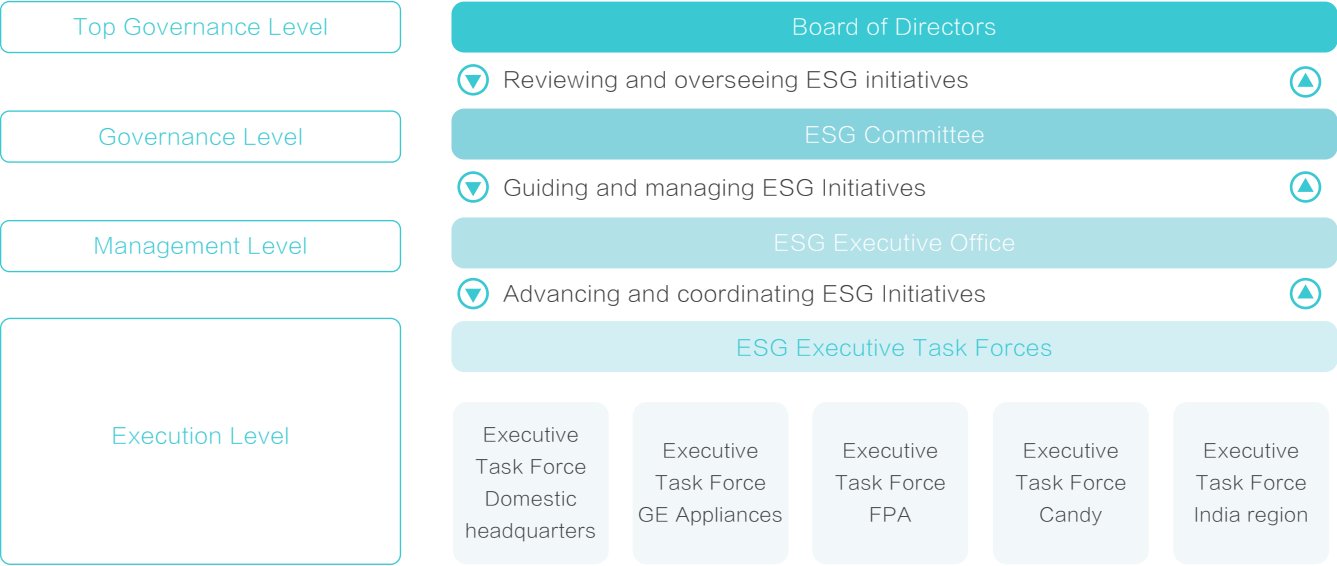 Top Governance Level
Board of Directors
Reviewing and overseeing ESG initiatives
Governance Level
ESG Committee
Guiding and managing ESG Initiatives
Management Level
ESG Executive Office
Advancing and coordinating ESG Initiatives
Execution Level
ESG Executive Task Forces
Executive
Task Force
Domestic
headquarters
Executive
Task Force
GE Appliances
Executive
Task Force
FPA
Executive
Task Force
Candy
Executive
Task Force
India region